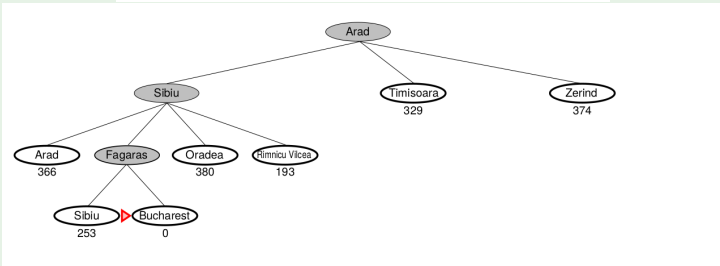 Arad
Sibiu Timisoara Zerind
329 374
Arad Fagaras Oradea Rimnicu Vilcea
366 380 193
Sibiu Bucharest
253 0